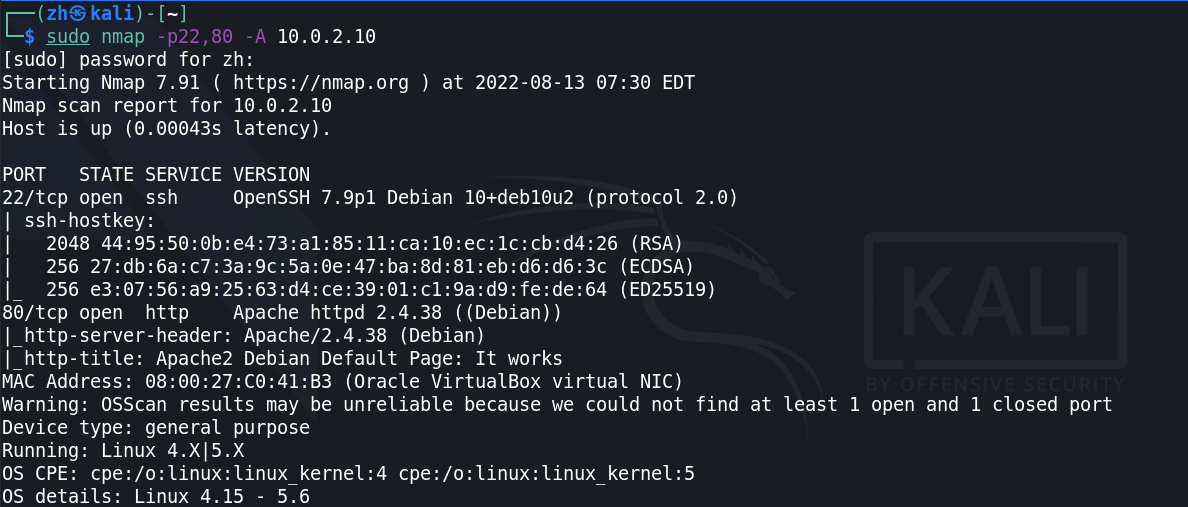 ┌──(zh㉿kali)-[~]
└─$ sudo nmap -p22,80 -A 10.0.2.10
[sudo] password for zh:
Starting Nmap 7.91 ( https://nmap.org ) at 2022-08-13 07:30 EDT
Nmap scan report for 10.0.2.10
Host is up (0.00043s latency).

PORT   STATE SERVICE VERSION
22/tcp open  ssh     OpenSSH 7.9p1 Debian 10+deb10u2 (protocol 2.0)
| ssh-hostkey:
|   2048 44:95:50:0b:e4:73:a1:85:11:ca:10:ec:1c:cb:d4:26 (RSA)
|   256 27:db:6a:c7:3a:9c:5a:0e:47:ba:8d:81:eb:d6:d6:3c (ECDSA)
|_  256 e3:07:56:a9:25:63:d4:ce:39:01:c1:9a:d9:fe:de:64 (ED25519)
80/tcp open  http    Apache httpd 2.4.38 ((Debian))
|_http-server-header: Apache/2.4.38 (Debian)
|_http-title: Apache2 Debian Default Page: It works
MAC Address: 08:00:27:C0:41:B3 (Oracle VirtualBox virtual NIC)
Warning: OSScan results may be unreliable because we could not find at least 1 open and 1 closed port
Device type: general purpose
Running: Linux 4.X|5.X
OS CPE: cpe:/o:linux:linux_kernel:4 cpe:/o:linux:linux_kernel:5
OS details: Linux 4.15 - 5.6
KALI
BY OFFENSIVE SECURITY